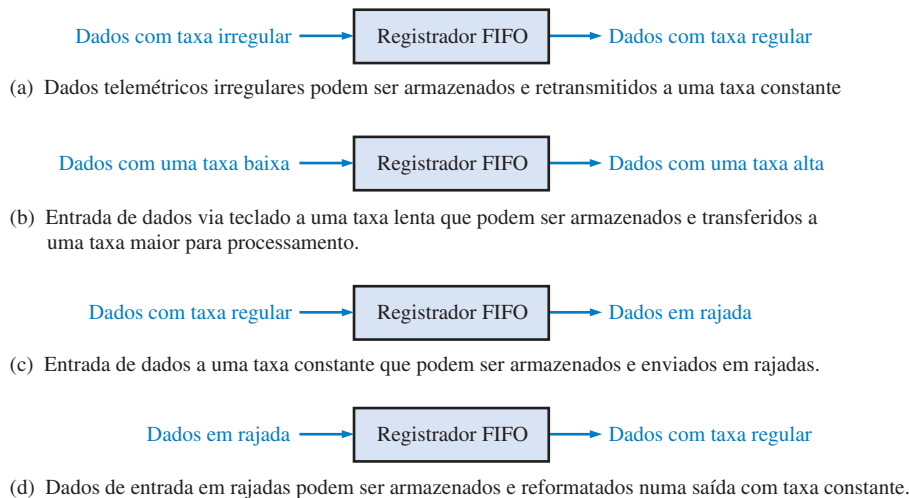 Dados com taxa irregular Registrador FIFO Dados com taxa regular
(a) Dados telemétricos irregulares podem ser armazenados e retransmitidos a uma taxa constante
Dados com uma taxa baixa Registrador FIFO Dados com uma taxa alta
(b) Entrada de dados via teclado a uma taxa lenta que podem ser armazenados e transferidos a
uma taxa maior para processamento.
Dados com taxa regular Registrador FIFO Dados em rajada
(c) Entrada de dados a uma taxa constante que podem ser armazenados e enviados em rajadas.
Dados em rajada Registrador FIFO Dados com taxa regular
(d) Dados de entrada em rajadas podem ser armazenados e reformatados numa saída com taxa constante.